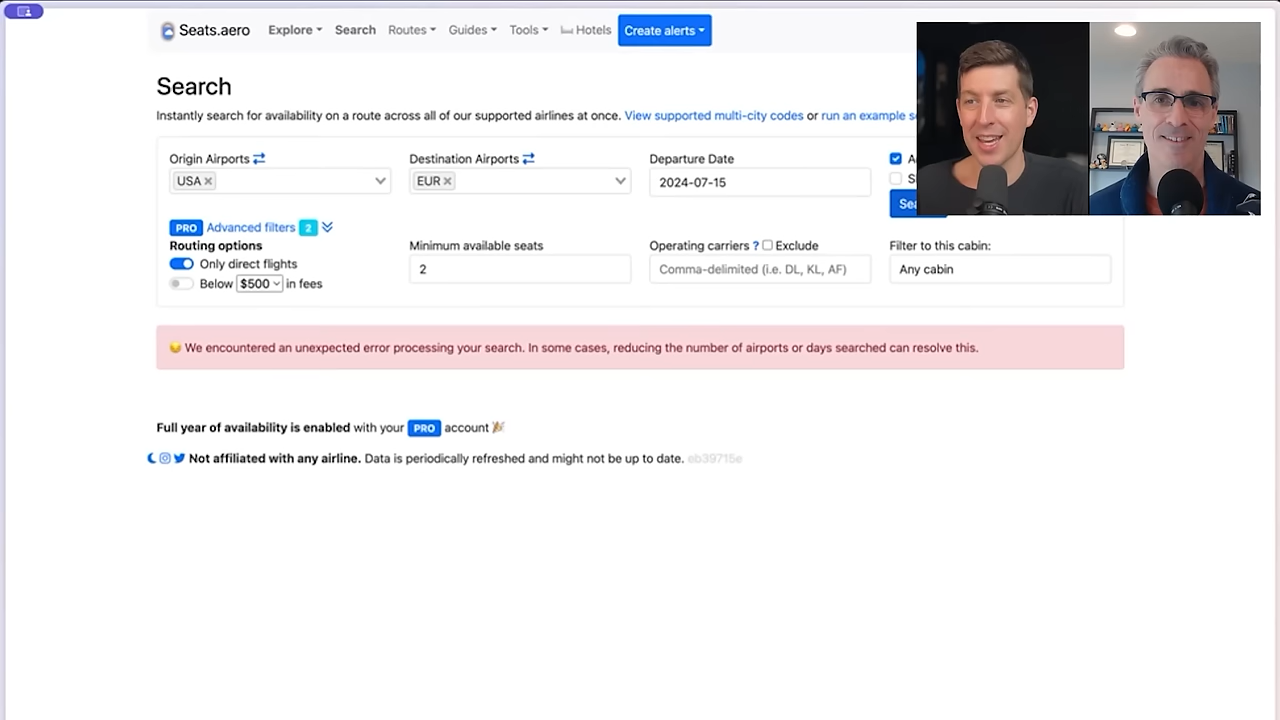 Seats.aero Explore Search Routes Guides Tools Hotels Create alerts
Search
Instantly search for availability on a route across all of our supported airlines at once. View supported multi-city codes or run an example
Origin Airports Destination Airports Departure Date
USA × EUR × 2024-07-15
PRO Advanced filters 2
Routing options Minimum available seats Operating carriers ? Exclude Filter to this cabin:
Only direct flights 2 Comma-delimited (i.e. DL, KL, AF) Any cabin
Below $500 in fees
We encountered an unexpected error processing your search. In some cases, reducing the number of airports or days searched can resolve this.
Full year of availability is enabled with your PRO account
Not affiliated with any airline. Data is periodically refreshed and might not be up to date. eb39715e